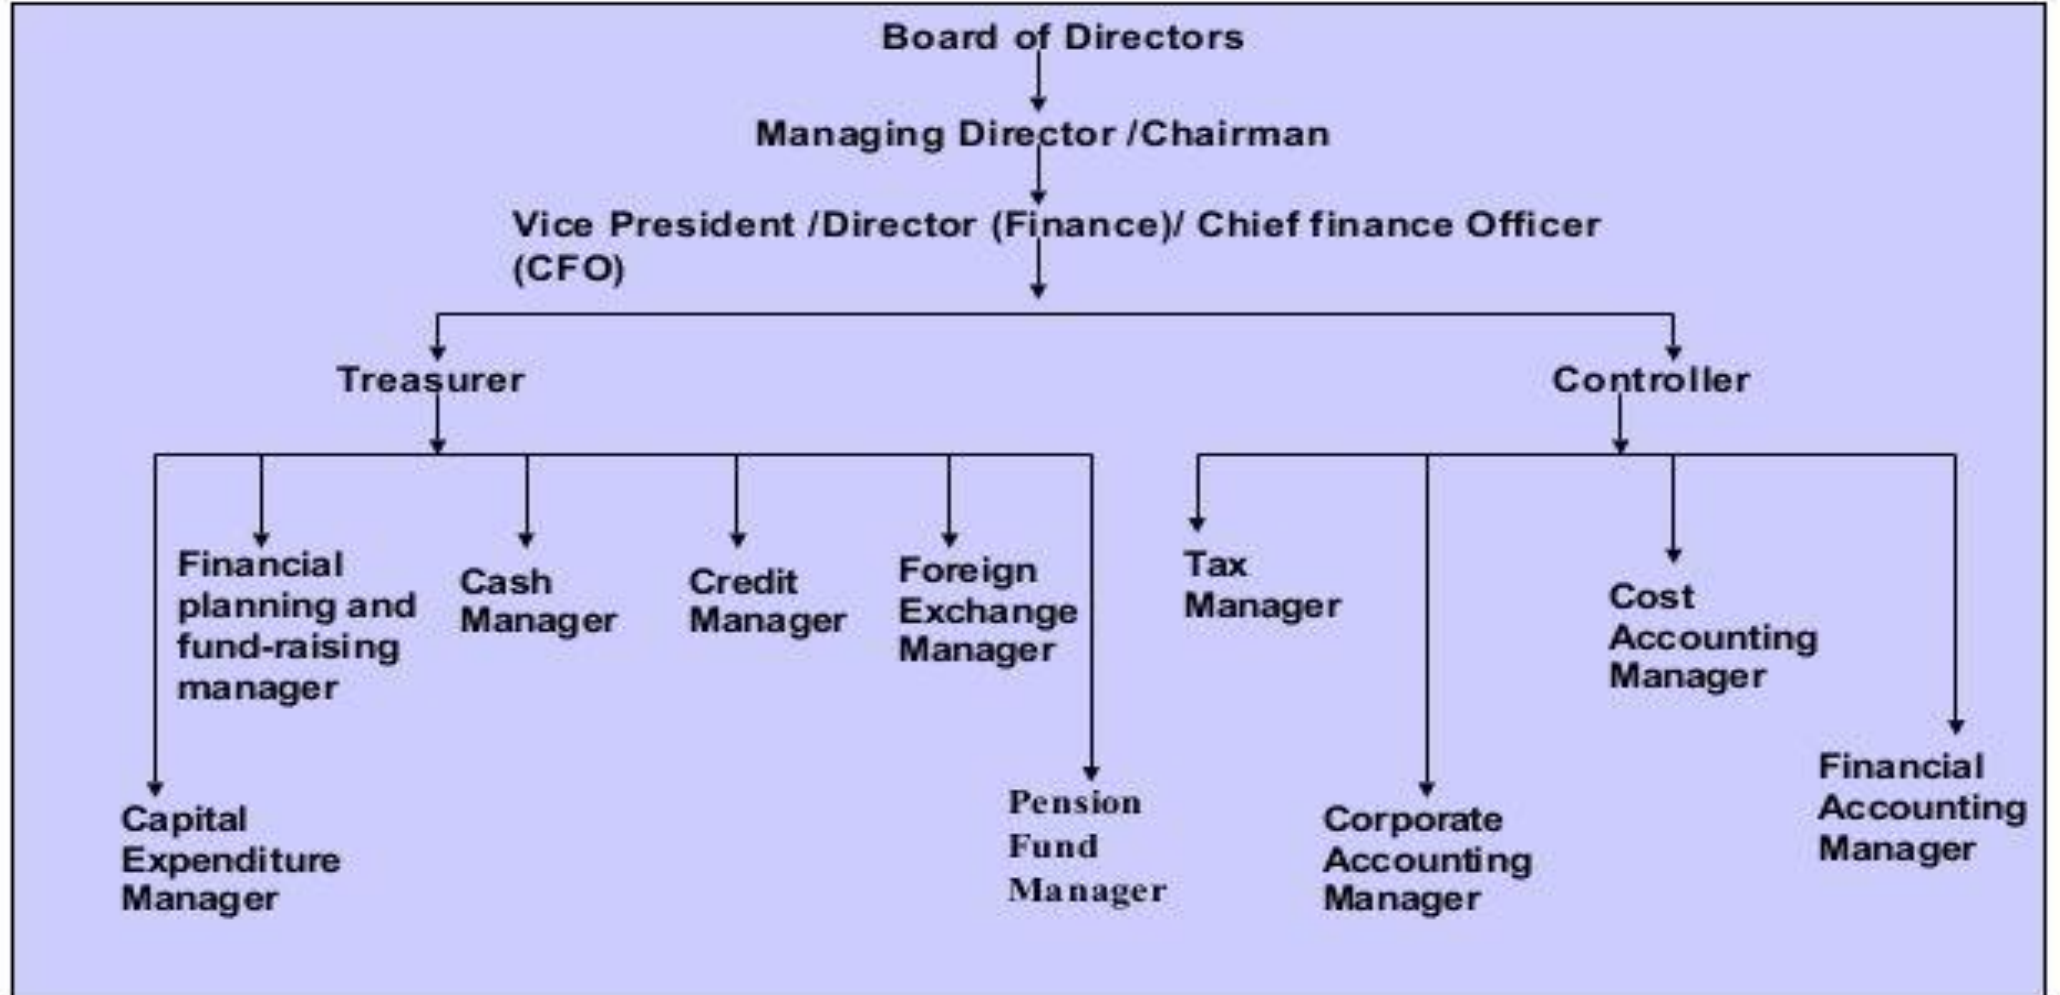 Board of Directors
Managing Director /Chairman
Vice President /Director (Finance)/ Chief finance Officer
(CFO)
Treasurer
Controller
Financial
planning and
fund-raising
manager
Cash
Manager
Credit
Manager
Foreign
Exchange
Manager
Tax
Manager
Cost
Accounting
Manager
Capital
Expenditure
Manager
Pension
Fund
Manager
Corporate
Accounting
Manager
Financial
Accounting
Manager